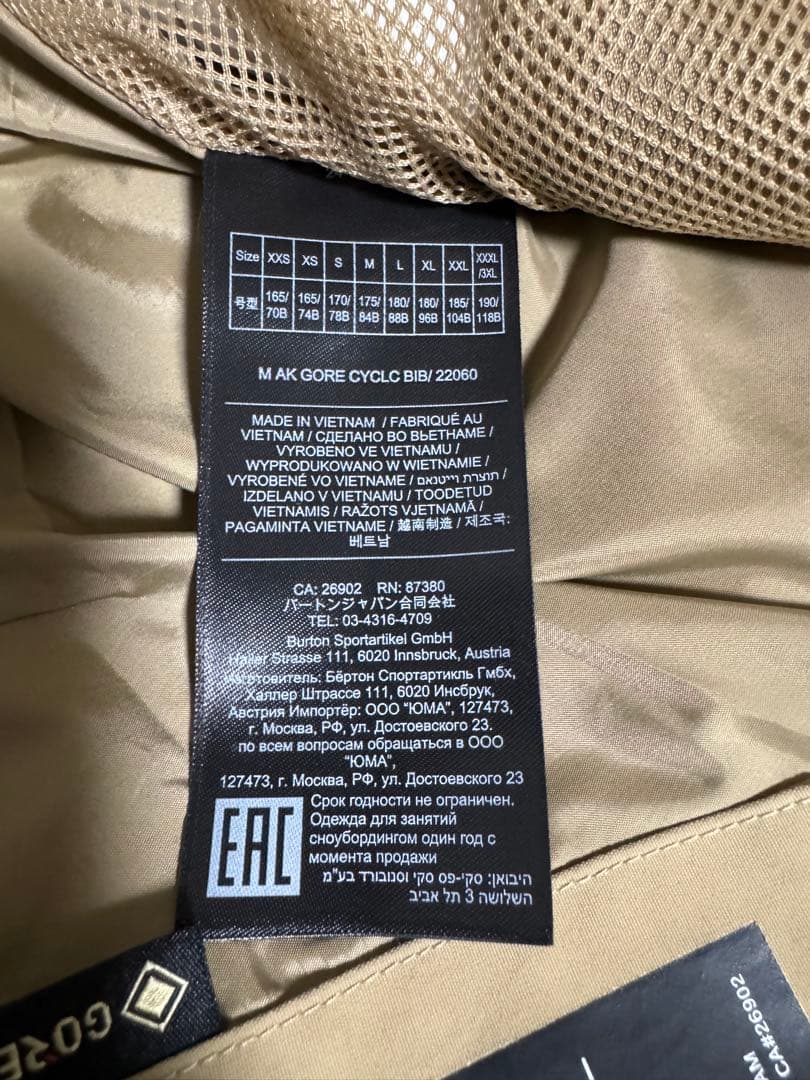 Size XXS XS S M L XL XXL XXXL/3XL
号型 165/70B 165/74B 170/78B 175/84B 180/88B 180/96B 185/104B 190/118B
M AK GORE CYCLC BIB/ 22060
MADE IN VIETNAM / FABRIQUÉ AU
VIETNAM / СДЕЛАНО ВО ВЬЕТНАМЕ /
VYROBENO VE VIETNAMU /
WYPRODUKOWANO W WIETNAMIE /
VYROBENÉ VO VIETNAME / תוצרת וייטנאם /
IZDELANO V VIETNAMU / TOODETUD
VIETNAMIS / RAŽOTS VJETNAMĀ /
PAGAMINTA VIETNAME / 越南制造 / 제조국:
베트남
CA: 26902 RN: 87380
バートンジャパン合同会社
TEL: 03-4316-4709
Burton Sportartikel GmbH
Haller Strasse 111, 6020 Innsbruck, Austria
Изготовитель: Бёртон Спортартикль Гмбх,
Халлер Штрассе 111, 6020 Инсбрук,
Австрия Импортёр: ООО "ЮМА", 127473,
г. Москва, РФ, ул. Достоевского 23.
по всем вопросам обращаться в ООО
"ЮМА",
127473, г. Москва, РФ, ул. Достоевского 23
EAC
Срок годности не ограничен.
Одежда для занятий
сноубордингом один год с
момента продажи
היבואן: סקי-פס סקי וסנובורד בע"מ
השלושה 3 תל אביב
GORE
CA#26902